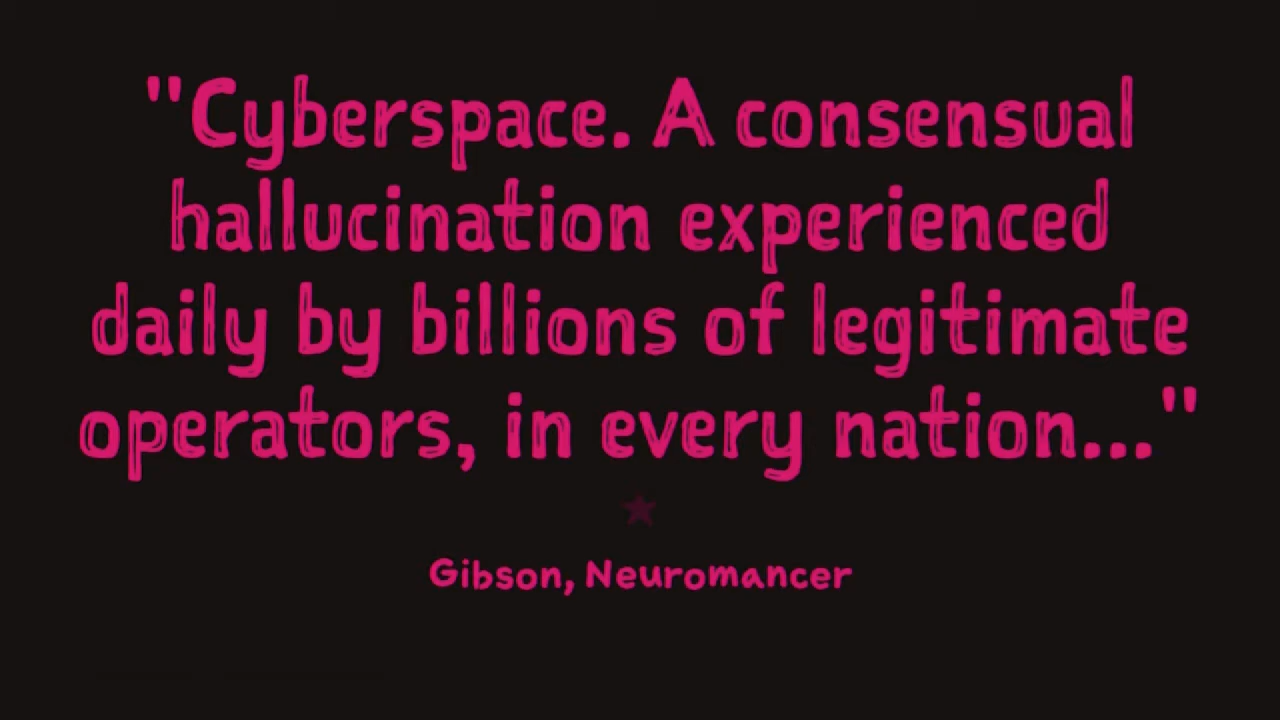 "Cyberspace. A consensual
hallucination experienced
daily by billions of legitimate
operators, in every nation..."
Gibson, Neuromancer